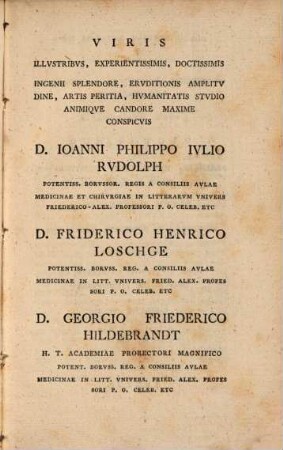 VIRIS
ILLVSTRIBVS, EXPERIENTISSIMIS, DOCTISSIMIS
INGENII SPLENDORE, ERVDITIONIS AMPLITV
DINE, ARTIS PERITIA, HVMANITATIS STVDIO
ANIMIQVE CANDORE MAXIME
CONSPICVIS
D. IOANNI PHILIPPO IVLIO
RVDOLPH
POTENTISS. BORVSSOR. REGIS A CONSILIIS AVLAE
MEDICINAE ET CHIRVRGIAE IN LITTERARVM VNIVERS
FRIEDERICO-ALEX. PROFESSORI P. O. CELEB. ETC
D. FRIDERICO HENRICO
LOSCHGE
POTENTISS. BORVSS. REG. A CONSILIIS AVLAE
MEDICINAE IN LITT. VNIVERS. FRIED. ALEX. PROFES
SORI P. O. CELEB. ETC
D. GEORGIO FRIEDERICO
HILDEBRANDT
H. T. ACADEMIAE PRORECTORI MAGNIFICO
POTENT. BORVSS. REG. A CONSILIIS AVLAE
MEDICINAE IN LITT. VNIVERS. FRIED. ALEX. PROFES
SORI P. O. CELEB. ETC